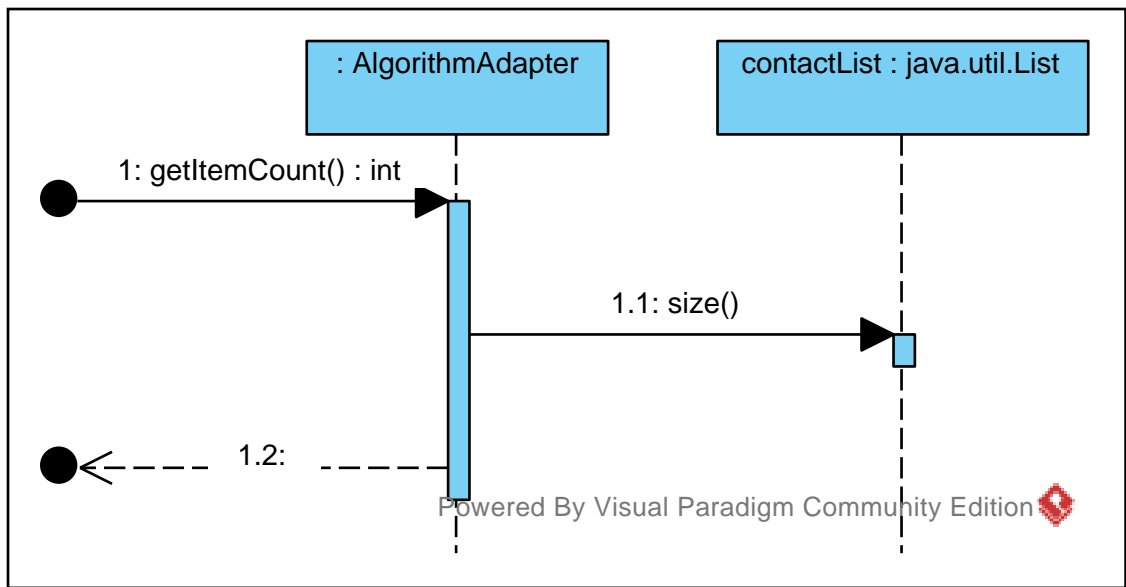 : AlgorithmAdapter
contactList : java.util.List
1: getItemCount() : int
1.1: size()
1.2:
Powered By Visual Paradigm Community Edition